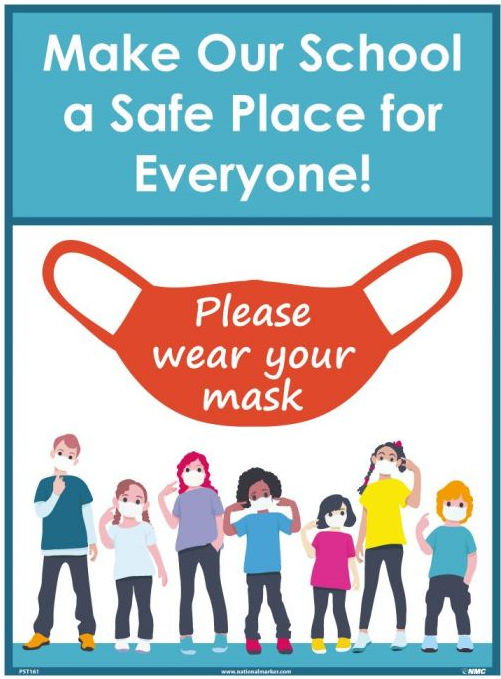 Make Our School
a Safe Place for
Everyone!
Please
wear your
mask
PST161
www.nationalmarker.com
NMC